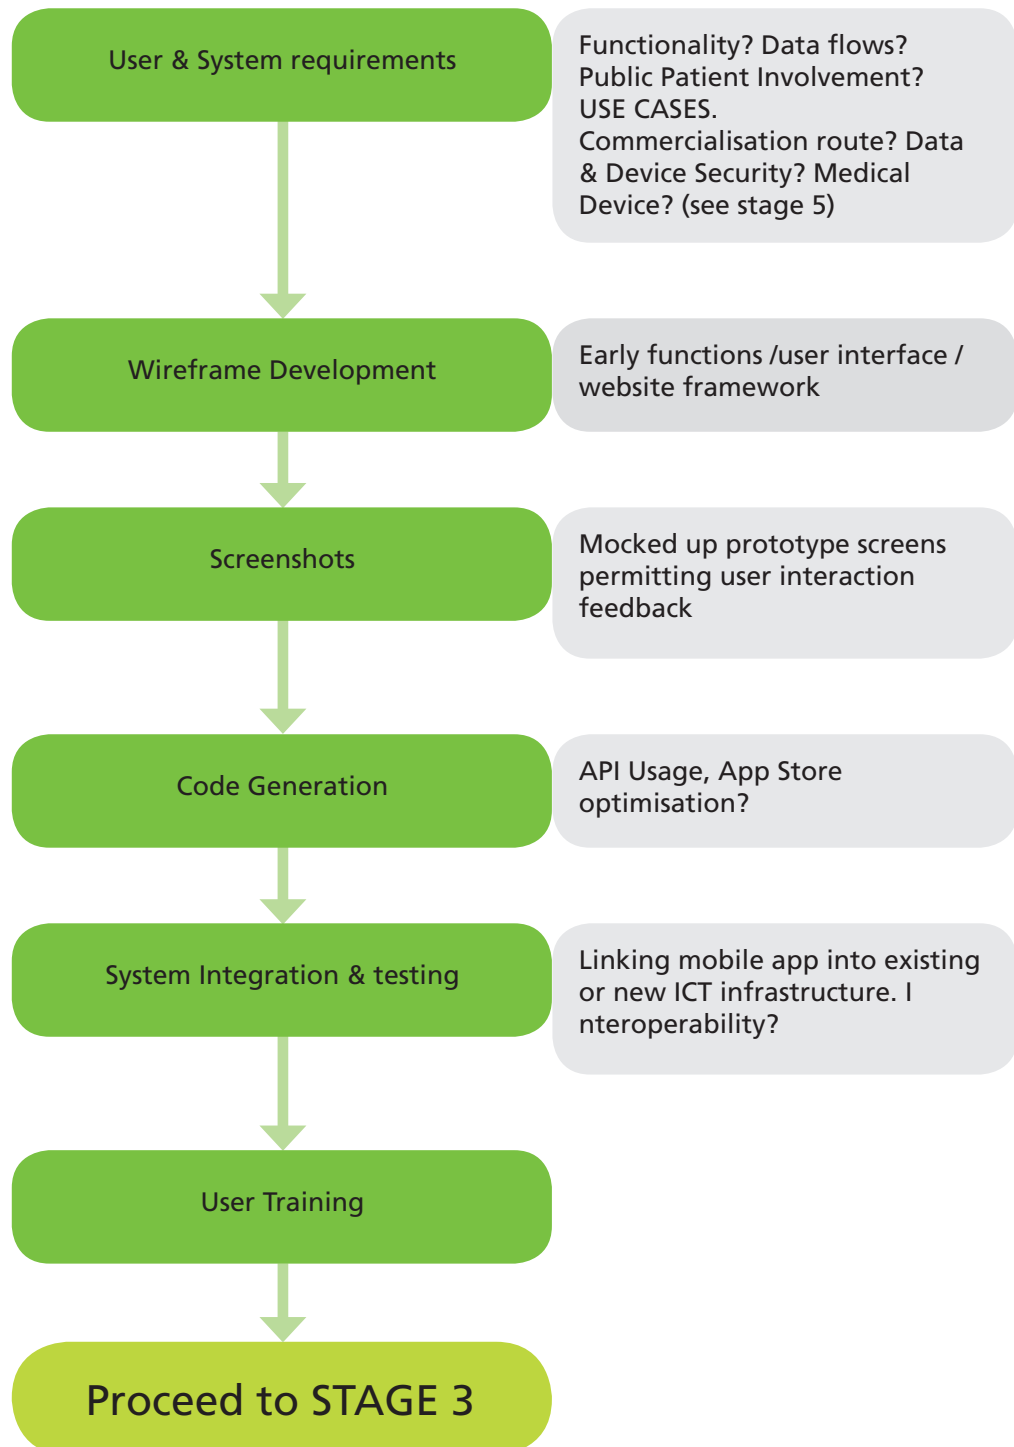 User & System requirements
Functionality? Data flows?
Public Patient Involvement?
USE CASES.
Commercialisation route? Data
& Device Security? Medical
Device? (see stage 5)
Wireframe Development
Early functions /user interface /
website framework
Screenshots
Mocked up prototype screens
permitting user interaction
feedback
Code Generation
API Usage, App Store
optimisation?
System Integration & testing
Linking mobile app into existing
or new ICT infrastructure. I
nteroperability?
User Training
Proceed to STAGE 3